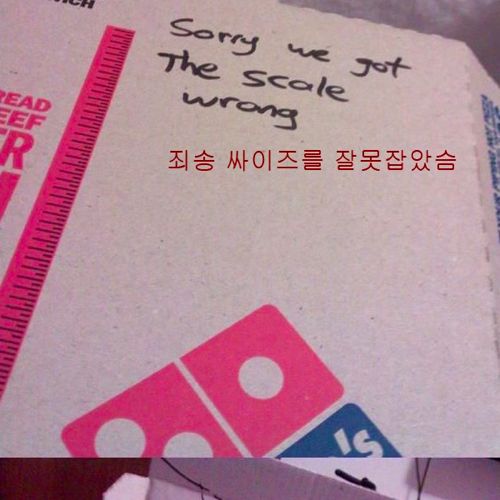 WICH
READ
EEF
ER
Sorry we got
The scale
wrong
죄송 싸이즈를 잘못잡았슴
's